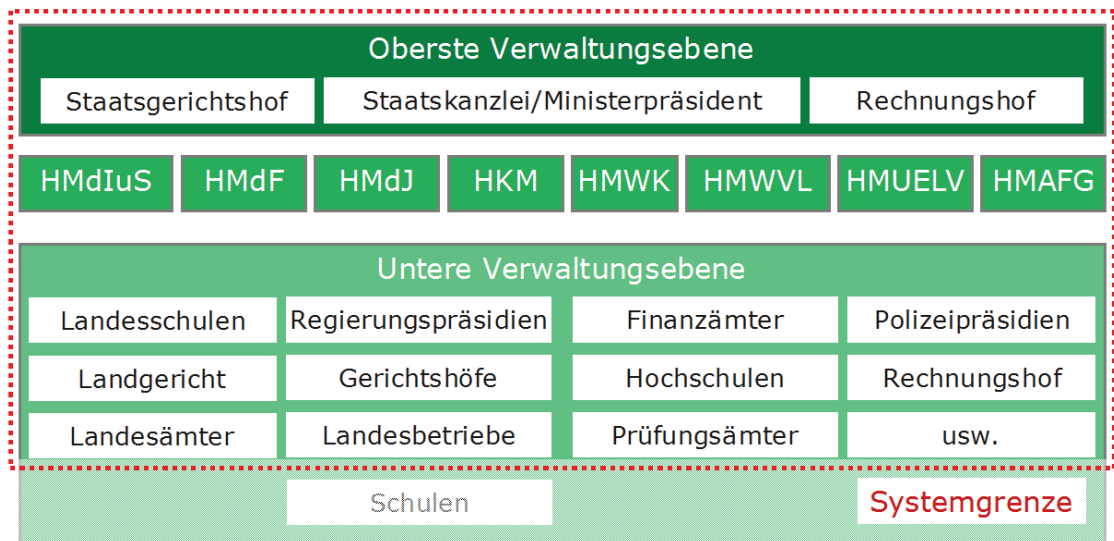 Oberste Verwaltungsebene
Staatsgerichtshof Staatskanzlei/Ministerpräsident Rechnungshof
HMdIuS HMdF HMdJ HKM HMWK HMWVL HMUELV HMAFG
Untere Verwaltungsebene
Landesschulen Regierungspräsidien Finanzämter Polizeipräsidien
Landgericht Gerichtshöfe Hochschulen Rechnungshof
Landesämter Landesbetriebe Prüfungsämter usw.
Schulen Systemgrenze